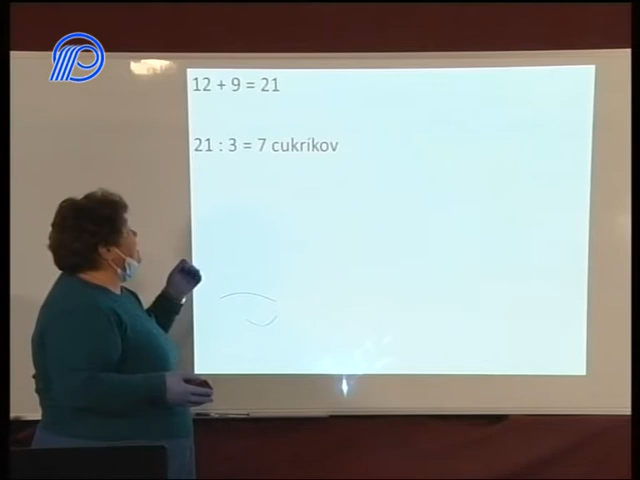 12 + 9 = 21
21 : 3 = 7 cukríkov